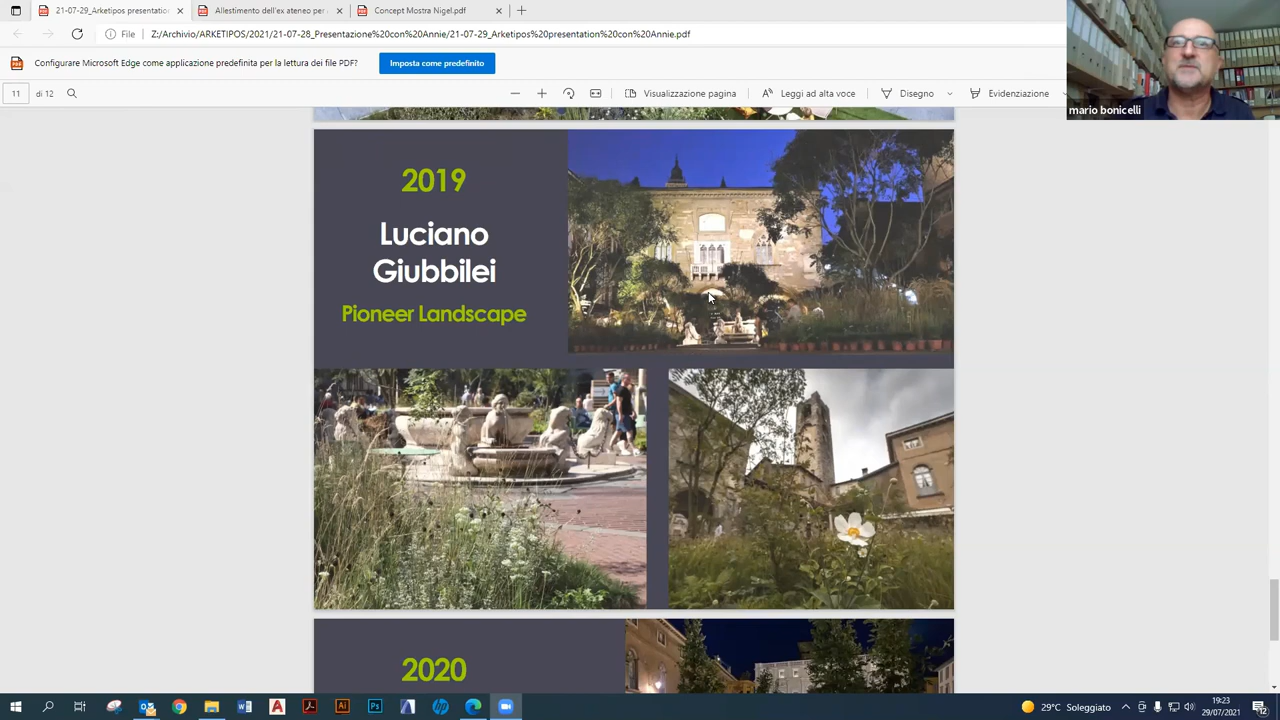 21-07-29_Arketipos presentation
Allestimento dell'ex ateneo per a
Concept Mostra Nigel.pdf
File
Z:/Archivio/ARKETIPOS/2021/21-07-28_Presentazione%20con%20Annie/21-07-29_Arketipos%20presentation%20con%20Annie.pdf
Configurare Microsoft Edge come applicazione predefinita per la lettura dei file PDF?
Imposta come predefinito
11 di 12
Visualizzazione pagina
Leggi ad alta voce
Disegno
Evidenziazione
mario bonicelli
2019
Luciano
Giubbilei
Pioneer Landscape
2020
29°C Soleggiato
19:23
29/07/2021
12